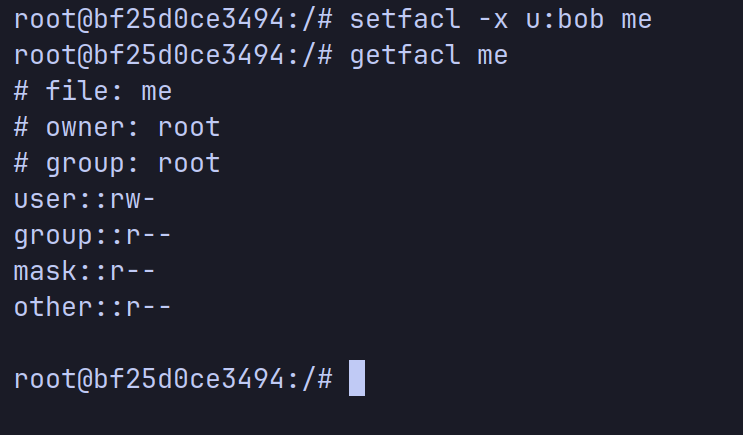 root@bf25d0ce3494:/# setfacl -x u:bob me
root@bf25d0ce3494:/# getfacl me
# file: me
# owner: root
# group: root
user::rw-
group::r--
mask::r--
other::r--
root@bf25d0ce3494:/#